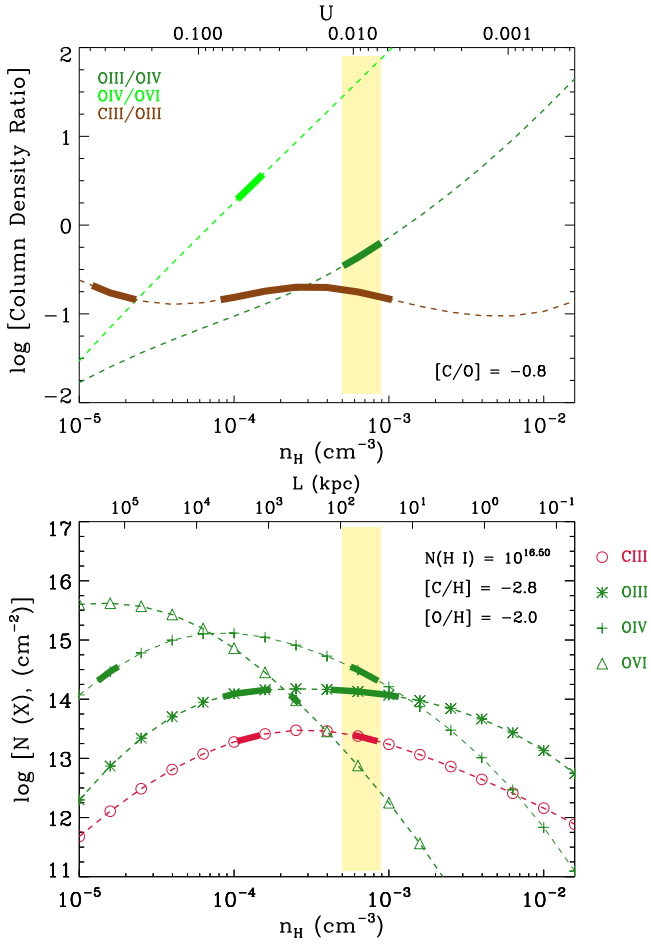 U
0.100 0.010 0.001
2
1
0
−1
−2
log [Column Density Ratio]
OIII/OIV
OIV/OVI
CIII/OIII
[C/O] = −0.8
10^-5 10^-4 10^-3 10^-2
n_H (cm^-3)
L (kpc)
10^5 10^4 10^3 10^2 10^1 10^0 10^-1
17
16
15
14
13
12
11
log [N (X), (cm^-2)]
N(H I) = 10^16.50
[C/H] = −2.8
[O/H] = −2.0
CIII
OIII
OIV
OVI
10^-5 10^-4 10^-3 10^-2
n_H (cm^-3)